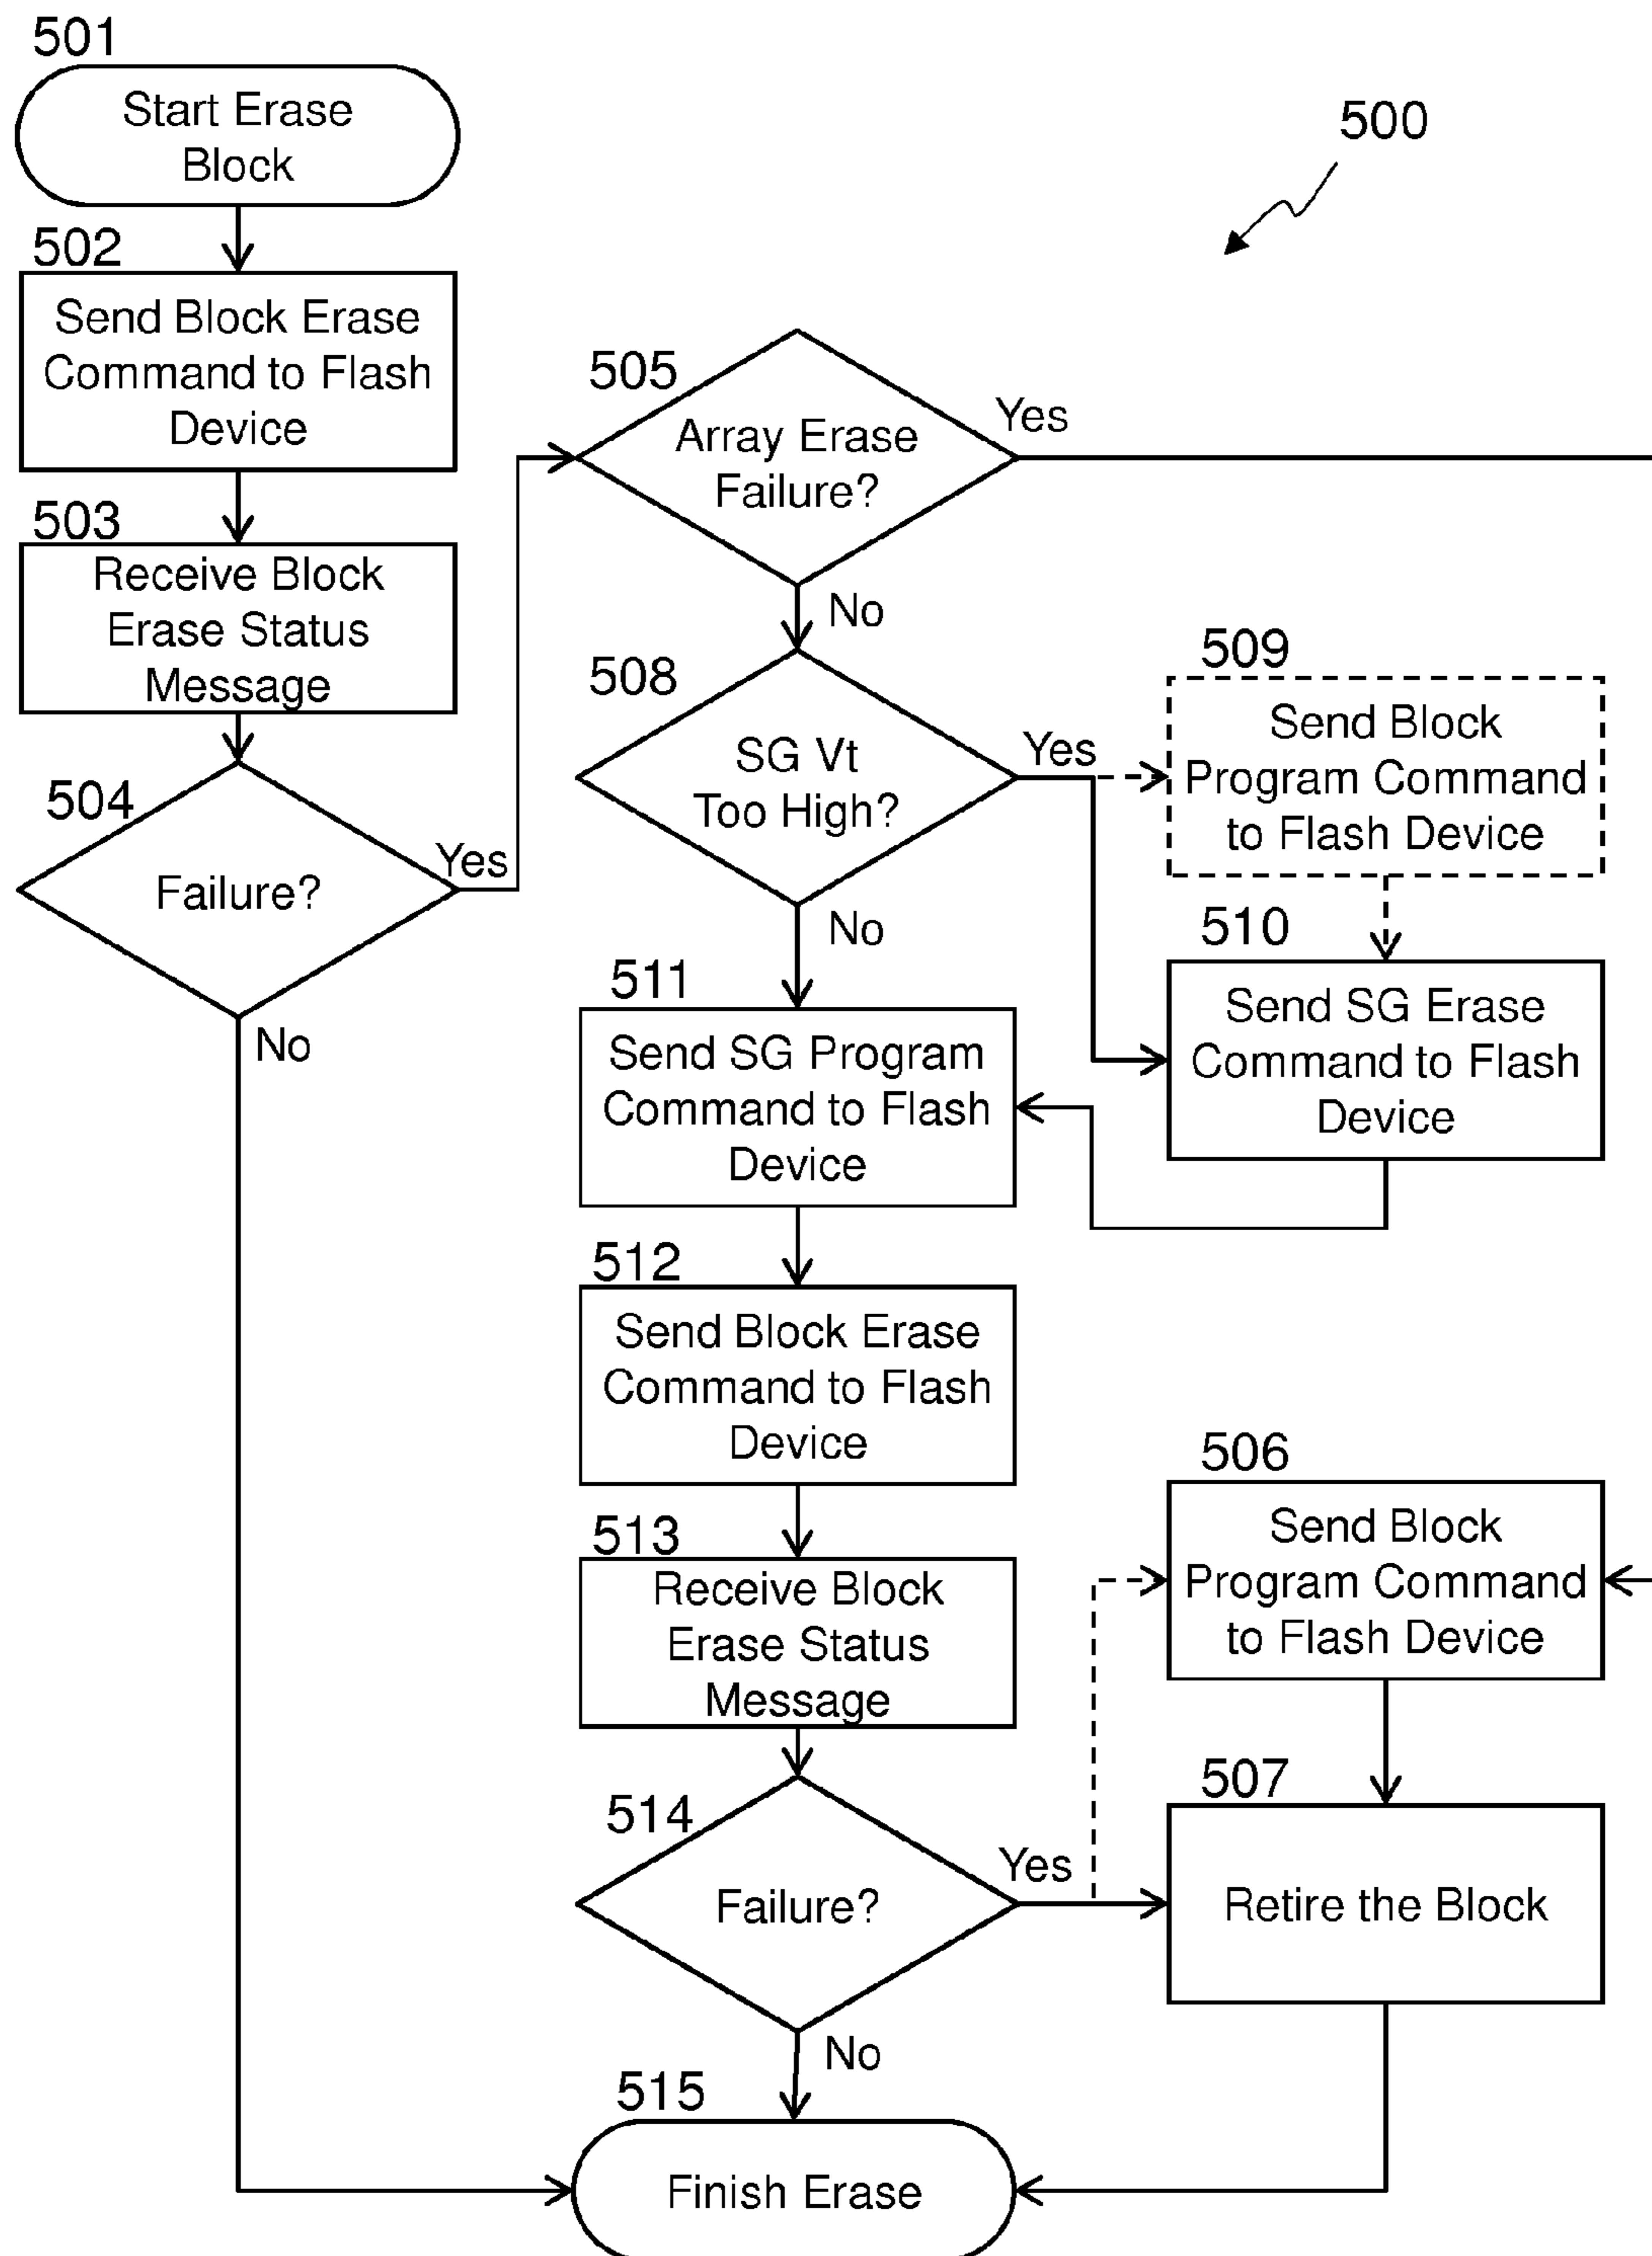 501
Start Erase
Block
500
502
Send Block Erase
Command to Flash
Device
503
Receive Block
Erase Status
Message
504
Failure?
Yes
No
505
Array Erase
Failure?
Yes
No
508
SG Vt
Too High?
Yes
No
509
Send Block
Program Command
to Flash Device
510
Send SG Erase
Command to Flash
Device
511
Send SG Program
Command to Flash
Device
512
Send Block Erase
Command to Flash
Device
513
Receive Block
Erase Status
Message
506
Send Block
Program Command
to Flash Device
514
Failure?
Yes
No
507
Retire the Block
515
Finish Erase